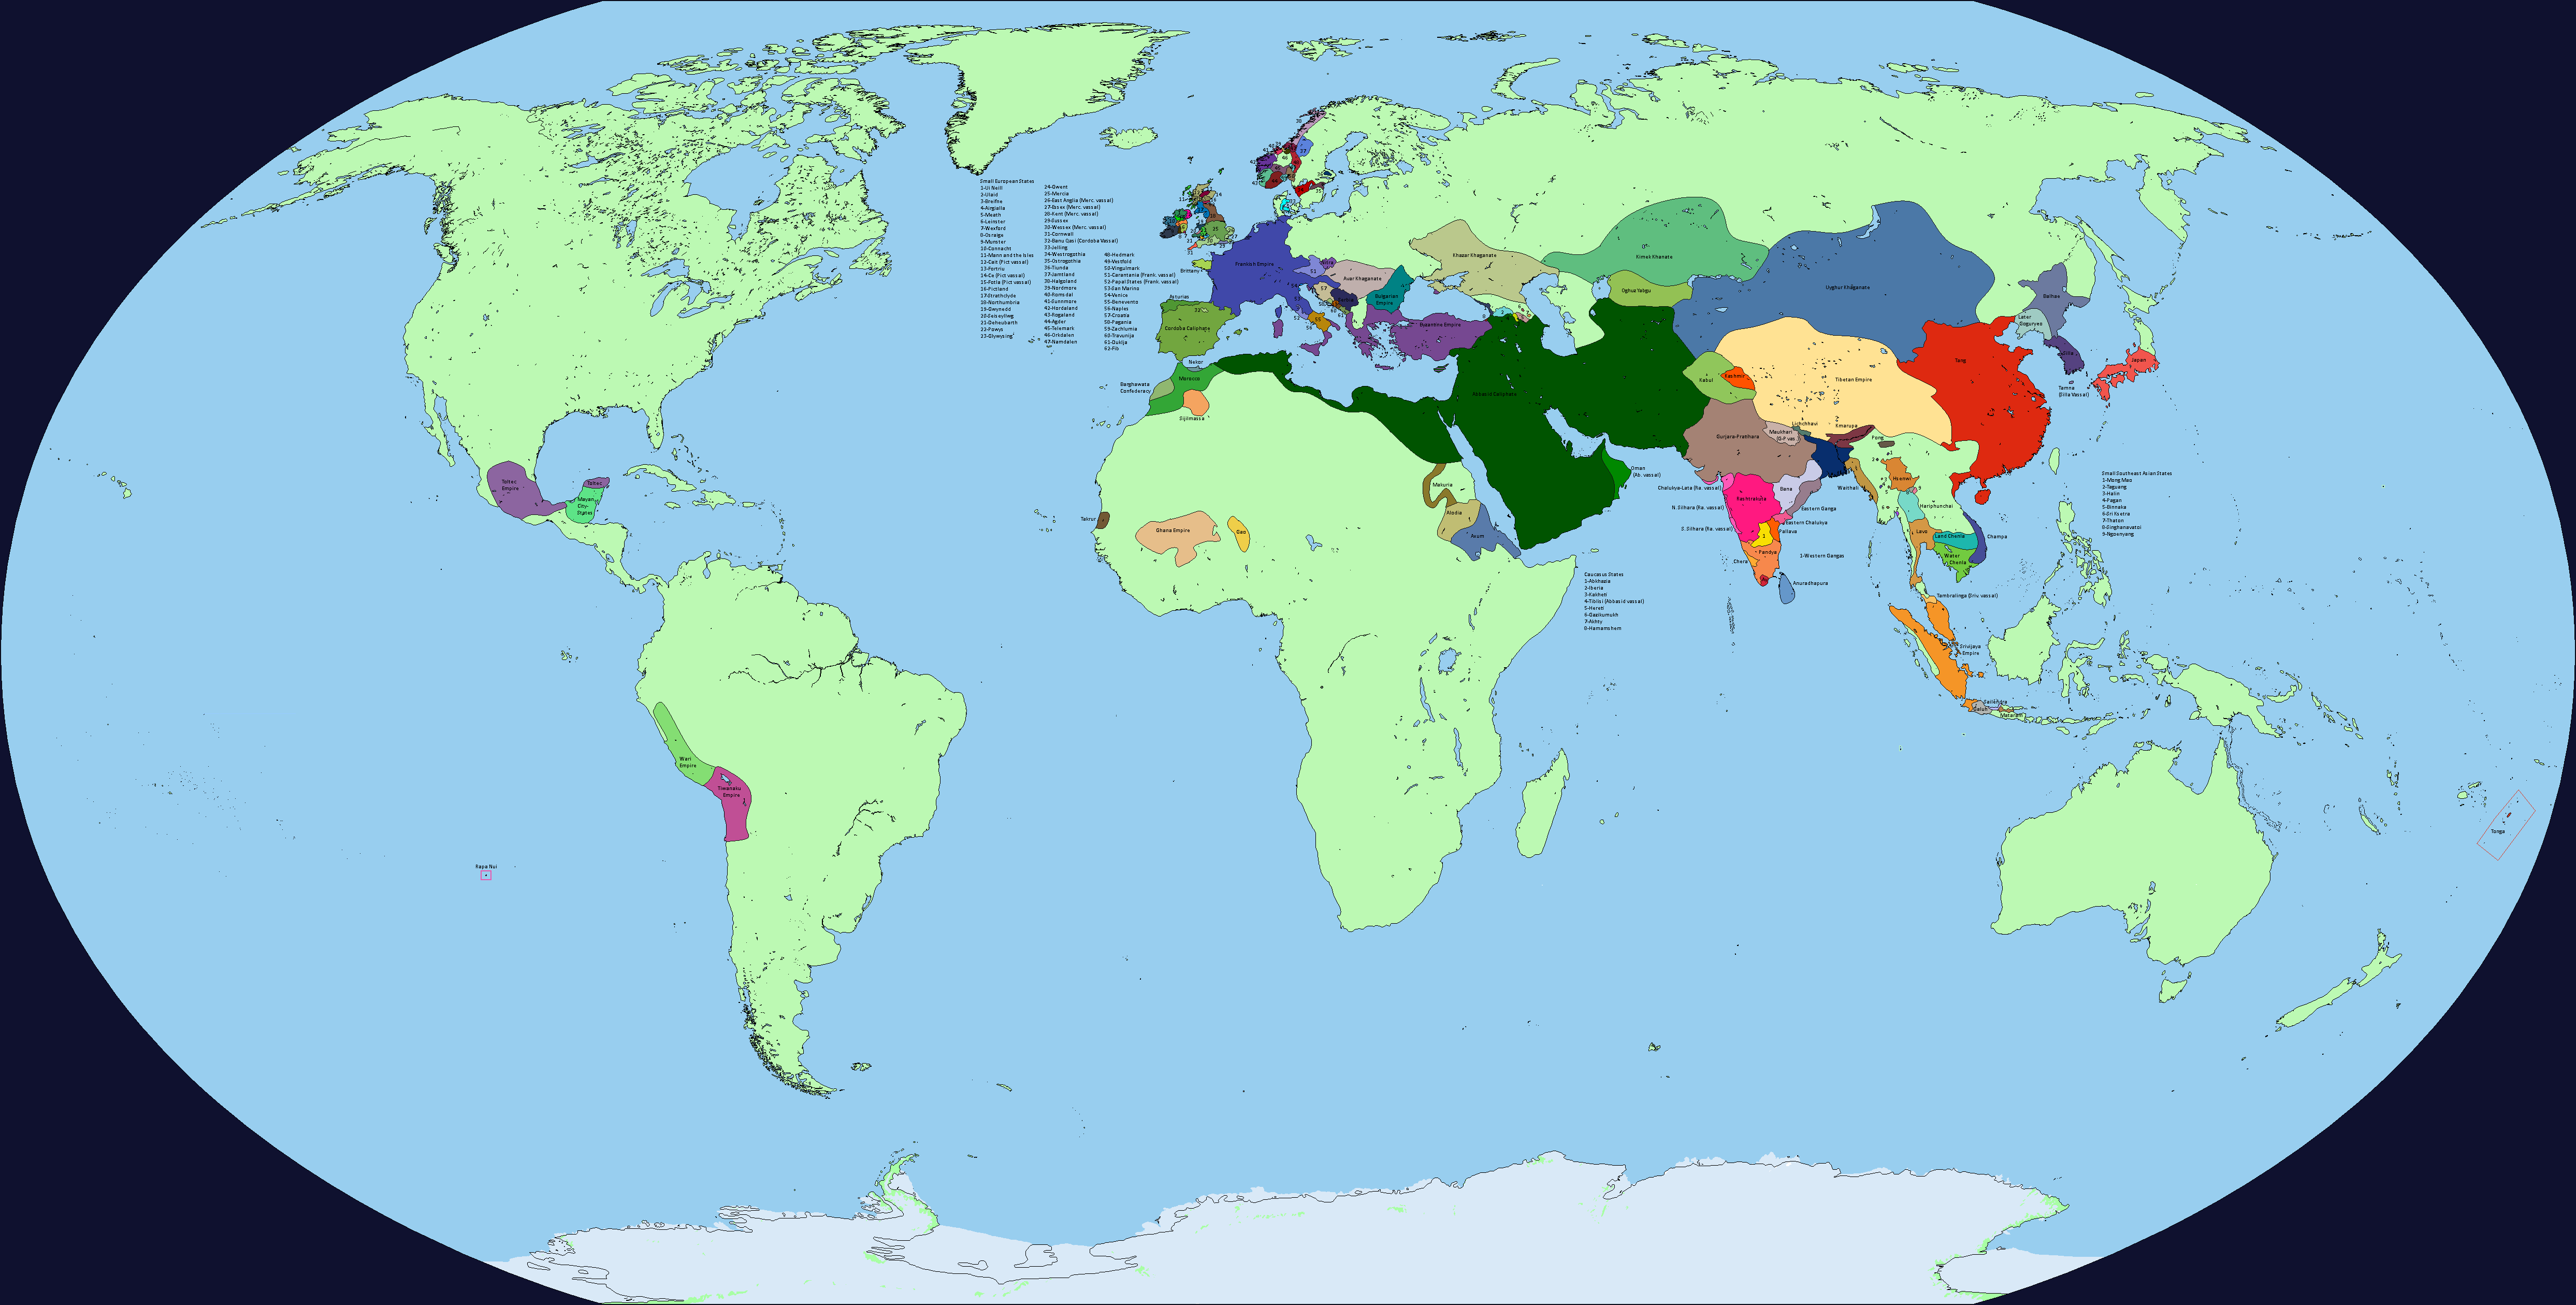 Small European States
1-Ui Neill
2-Ulaid
3-Breifne
4-Airgialla
5-Meath
6-Leinster
7-Wexford
8-Osraige
9-Munster
10-Connacht
11-Mann and the Isles
12-Cait (Pict vassal)
13-Fortriu
14-Ce (Pict vassal)
15-Fotla (Pict vassal)
16-Pictland
17-Strathclyde
18-Northumbria
19-Gwynedd
20-Seisyllwg
21-Deheubarth
22-Powys
23-Glywysing
24-Gwent
25-Mercia
26-East Anglia (Merc. vassal)
27-Essex (Merc. vassal)
28-Kent (Merc. vassal)
29-Sussex
30-Wessex (Merc. vassal)
31-Cornwall
32-Banu Qasi (Cordoba Vassal)
33-Jelling
34-Westrogothia
35-Ostrogothia
36-Tiunda
37-Jamtland
38-Halgoland
39-Nordmore
40-Romsdal
41-Sunnmore
42-Hordaland
43-Rogaland
44-Agder
45-Telemark
46-Orkdalen
47-Namdalen
48-Hedmark
49-Vestfold
50-Vingulmark
51-Carantania (Frank. vassal)
52-Papal States (Frank. vassal)
53-San Marino
54-Venice
55-Benevento
56-Naples
57-Croatia
58-Pagania
59-Zachlumia
60-Travunija
61-Duklja
62-Fib
Brittany
Frankish Empire
Avar Khaganate
Bulgarian
Empire
Khazar Khaganate
Kimek Khanate
Oghuz Yabgu
Uyghur Khaganate
Balhae
Later
Goguryeo
Silla
Japan
Tamna
(Silla Vassal)
Asturias
Cordoba Caliphate
Byzantine Empire
Nekor
Morocco
Barghawata
Confederacy
Sijilmassa
Abbasid Caliphate
Kabul
Kashmir
Tibetan Empire
Tang
Gurjara-Pratihara
Maukhari
(G-P vas.
Lichchhavi
Kmarupa
Pong
Oman
(Ab. vassal)
Toltec
Empire
Toltec
Mayan
City-
States
Takrur
Ghana Empire
Gao
Makuria
Alodia
Axum
Chalukya-Lata (Ra. vassal)
N. Silhara (Ra. vassal)
S. Silhara (Ra. vassal)
Rashtrakuta
Bana
Eastern Ganga
Eastern Chalukya
Pallava
Pandya
Chera
1-Western Gangas
Anuradhapura
Waithali
Hsenwi
Hariphunchai
Lavo
Land Chenla
Water
Chenla
Champa
Small Southeast Asian States
1-Mong Mao
2-Tagaung
3-Halin
4-Pagan
5-Binnaka
6-Sri Ksetra
7-Thaton
8-Singhanavatoi
9-Ngoenyang
Caucasus States
1-Abkhazia
2-Iberia
3-Kakheti
4-Tbilisi (Abbasid vassal)
5-Hereti
6-Gazikumukh
7-Akhty
8-Hamamshem
Tambralinga (Sriv. vassal)
Srivijaya
Empire
Sailendra
Galuh
Mataram
Wari
Empire
Tiwanaku
Empire
Rapa Nui
Tonga